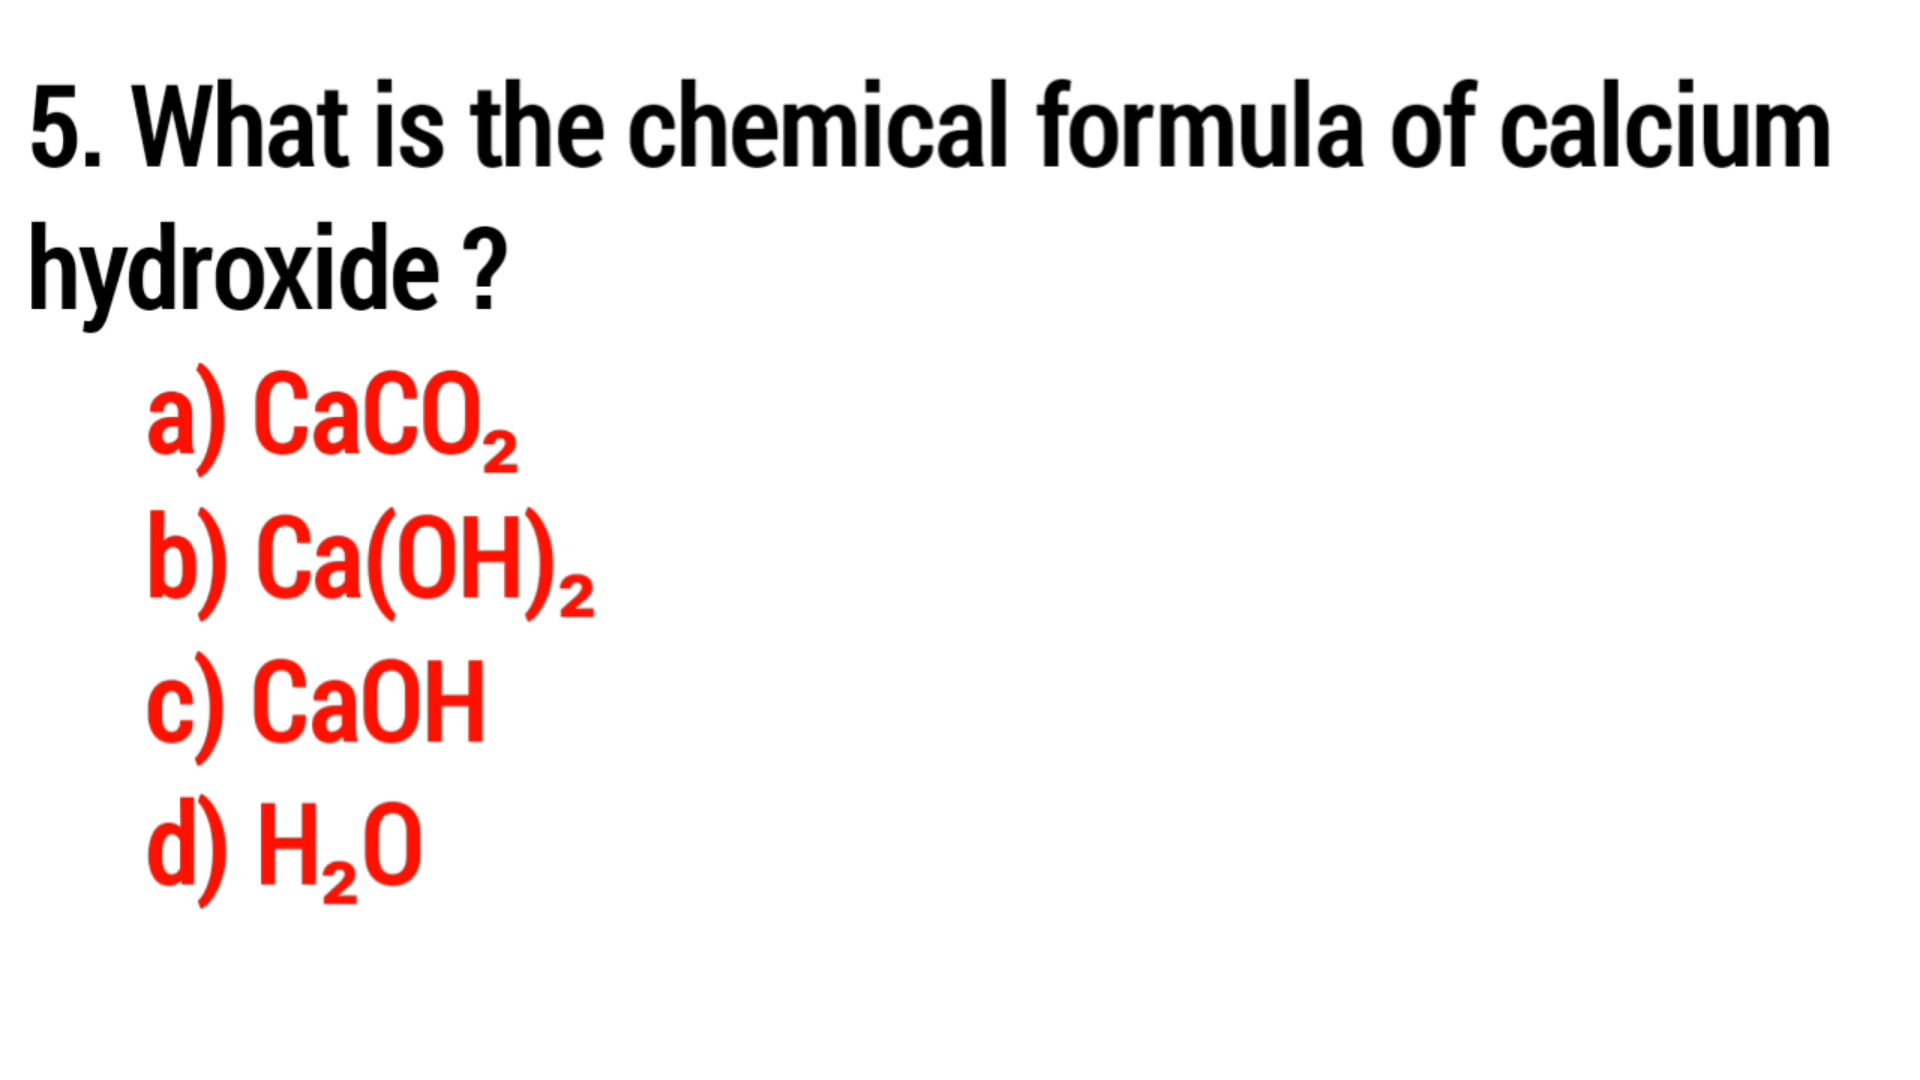 5. What is the chemical formula of calcium
hydroxide ?
a) CaCO₂
b) Ca(OH)₂
c) CaOH
d) H₂O